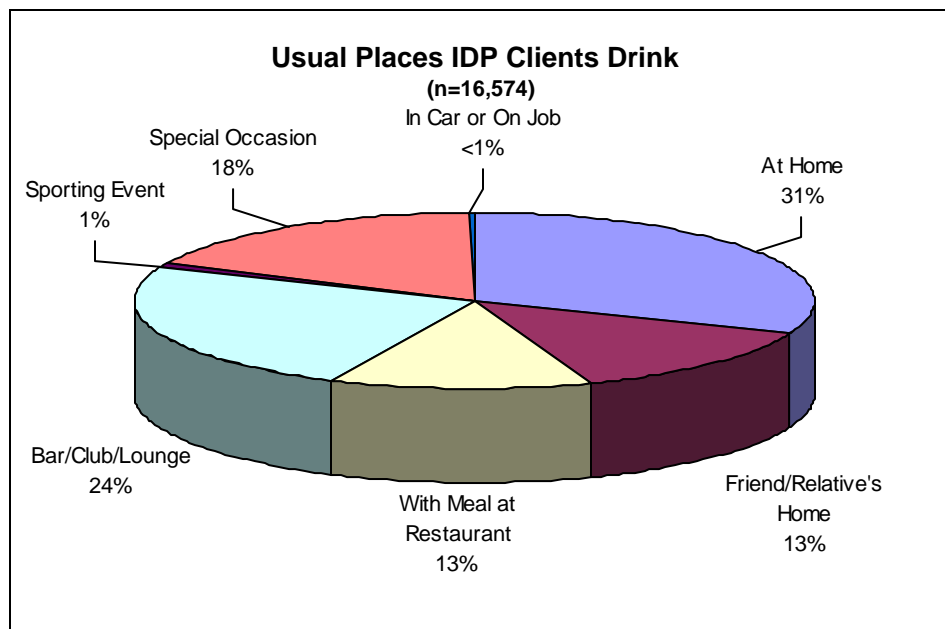 Usual Places IDP Clients Drink
(n=16,574)
In Car or On Job
<1%
Special Occasion
18%
At Home
31%
Sporting Event
1%
Bar/Club/Lounge
24%
With Meal at
Restaurant
13%
Friend/Relative's
Home
13%